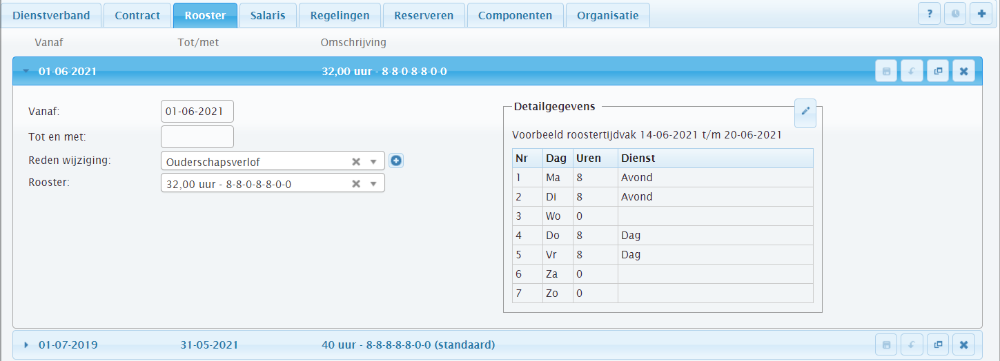 Dienstverband Contract Rooster Salaris Regelingen Reserveren Componenten Organisatie ?
Vanaf Tot/met Omschrijving
01-06-2021 32,00 uur - 8-8-0-8-8-0-0
Vanaf: 01-06-2021
Tot en met:
Reden wijziging: Ouderschapsverlof
Rooster: 32,00 uur - 8-8-0-8-8-0-0
Detailgegevens
Voorbeeld roostertijdvak 14-06-2021 t/m 20-06-2021
Nr Dag Uren Dienst
1 Ma 8 Avond
2 Di 8 Avond
3 Wo 0
4 Do 8 Dag
5 Vr 8 Dag
6 Za 0
7 Zo 0
01-07-2019 31-05-2021 40 uur - 8-8-8-8-8-0-0 (standaard)